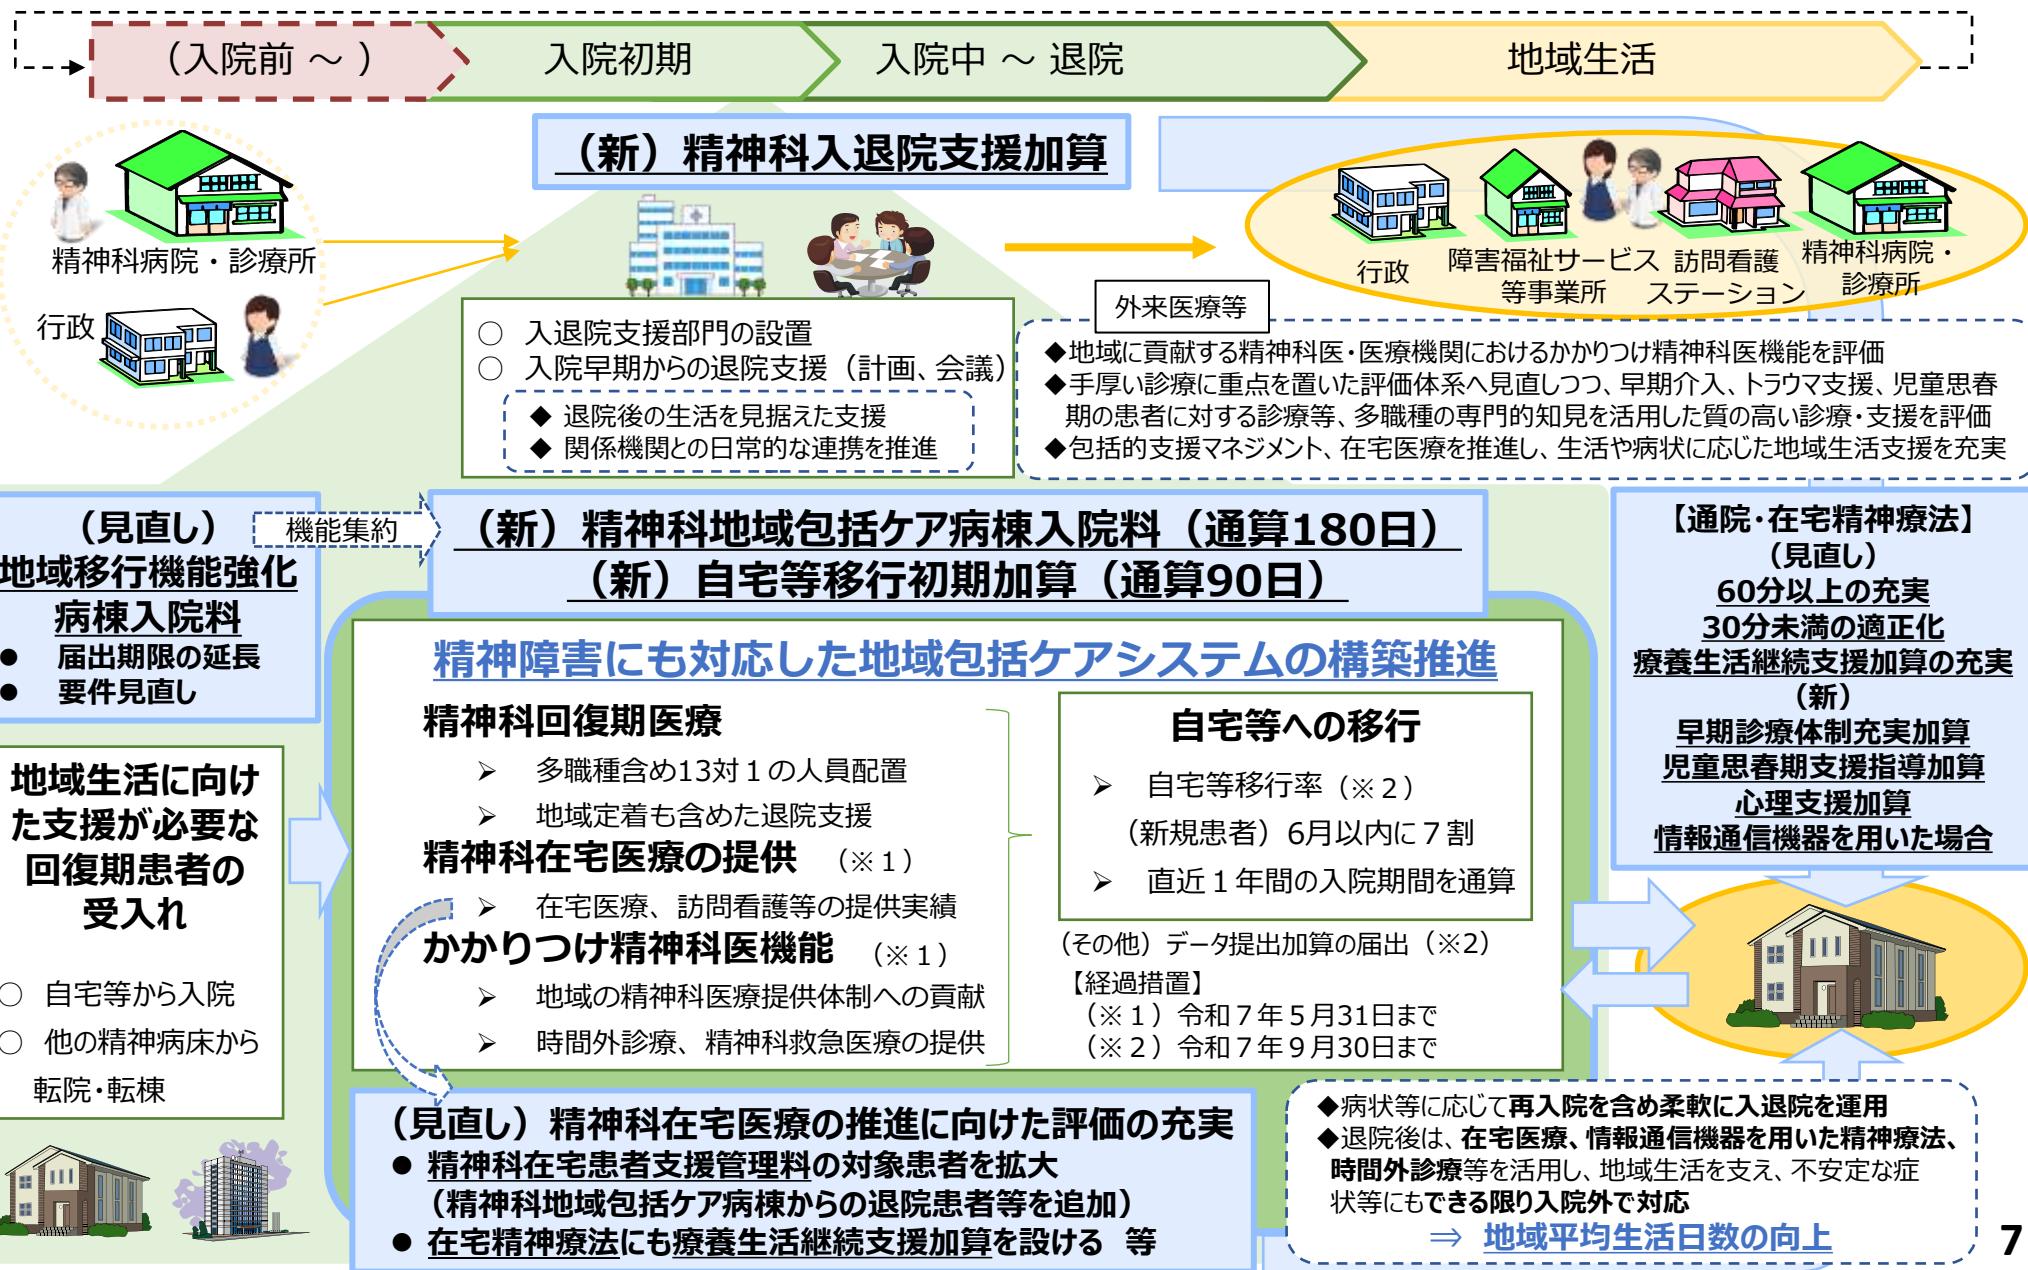 （入院前 ～ ）
入院初期
入院中 ～ 退院
地域生活
（新）精神科入退院支援加算
精神科病院・診療所
行政
○ 入退院支援部門の設置
○ 入院早期からの退院支援（計画、会議）
◆ 退院後の生活を見据えた支援
◆ 関係機関との日常的な連携を推進
行政
障害福祉サービス
等事業所
訪問看護
ステーション
精神科病院・
診療所
外来医療等
◆地域に貢献する精神科医・医療機関におけるかかりつけ精神科医機能を評価
◆手厚い診療に重点を置いた評価体系へ見直しつつ、早期介入、トラウマ支援、児童思春
期の患者に対する診療等、多職種の専門的知見を活用した質の高い診療・支援を評価
◆包括的支援マネジメント、在宅医療を推進し、生活や病状に応じた地域生活支援を充実
（見直し）
地域移行機能強化
病棟入院料
● 届出期限の延長
● 要件見直し
機能集約
（新）精神科地域包括ケア病棟入院料（通算180日）
（新）自宅等移行初期加算（通算90日）
地域生活に向け
た支援が必要な
回復期患者の
受入れ
○ 自宅等から入院
○ 他の精神病床から
転院・転棟
精神障害にも対応した地域包括ケアシステムの構築推進
精神科回復期医療
➢ 多職種含め13対１の人員配置
➢ 地域定着も含めた退院支援
精神科在宅医療の提供 （※１）
➢ 在宅医療、訪問看護等の提供実績
かかりつけ精神科医機能 （※１）
➢ 地域の精神科医療提供体制への貢献
➢ 時間外診療、精神科救急医療の提供
自宅等への移行
➢ 自宅等移行率（※２）
（新規患者）6月以内に７割
➢ 直近１年間の入院期間を通算
（その他）データ提出加算の届出（※2）
【経過措置】
（※１）令和７年５月31日まで
（※２）令和７年９月30日まで
【通院・在宅精神療法】
（見直し）
60分以上の充実
30分未満の適正化
療養生活継続支援加算の充実
（新）
早期診療体制充実加算
児童思春期支援指導加算
心理支援加算
情報通信機器を用いた場合
（見直し）精神科在宅医療の推進に向けた評価の充実
● 精神科在宅患者支援管理料の対象患者を拡大
（精神科地域包括ケア病棟からの退院患者等を追加）
● 在宅精神療法にも療養生活継続支援加算を設ける 等
◆病状等に応じて再入院を含め柔軟に入退院を運用
◆退院後は、在宅医療、情報通信機器を用いた精神療法、
時間外診療等を活用し、地域生活を支え、不安定な症
状等にもできる限り入院外で対応
⇒ 地域平均生活日数の向上
7